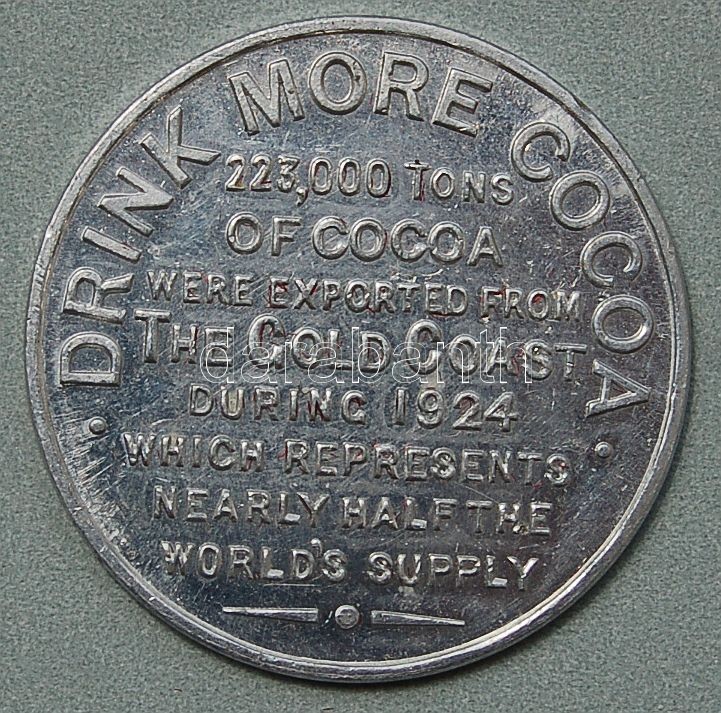 · DRINK MORE COCOA ·
223,000 TONS
OF COCOA
WERE EXPORTED FROM
THE GOLD COAST
DURING 1924
WHICH REPRESENTS
NEARLY HALF THE
WORLD'S SUPPLY
darabanth